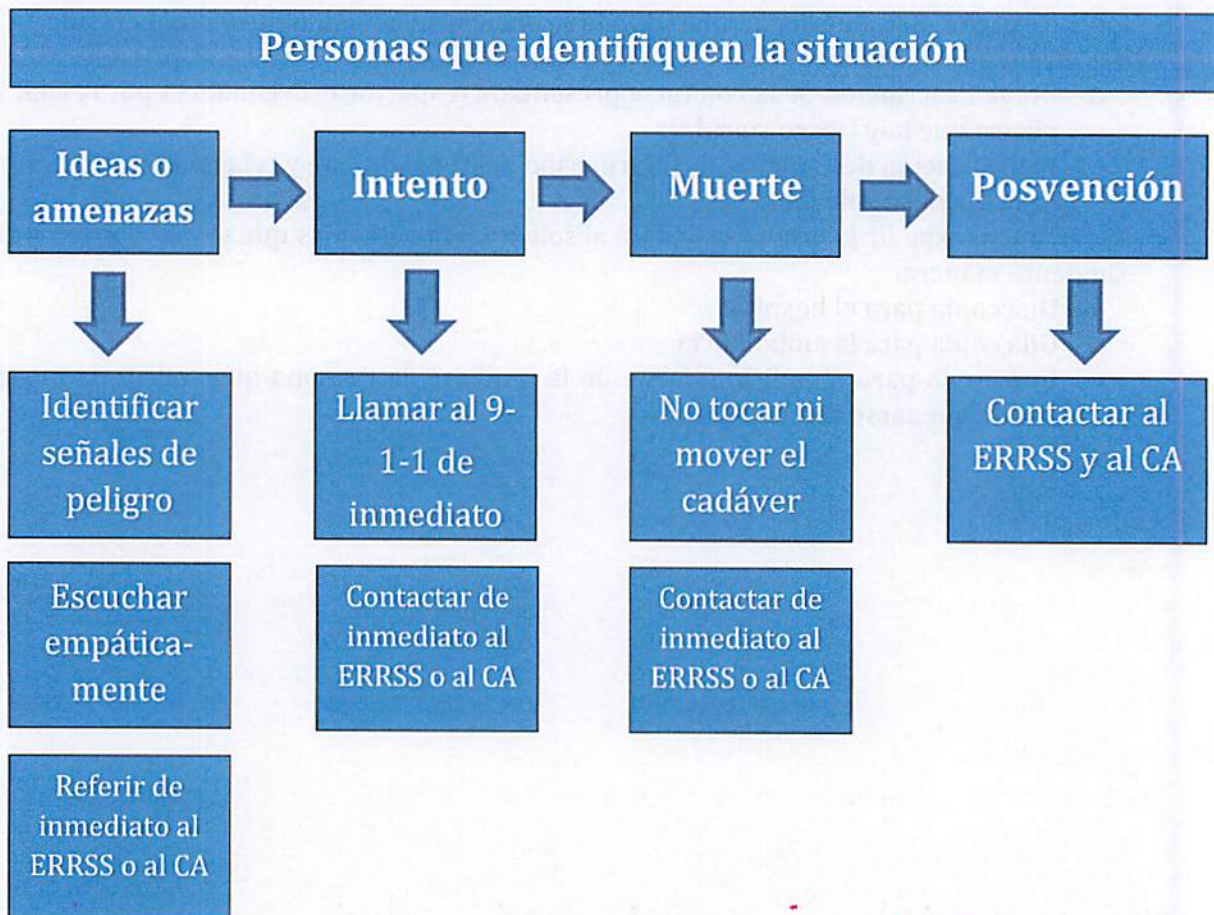 Personas que identifiquen la situación
Ideas o
amenazas
Intento
Muerte
Posvención
Identificar
señales de
peligro
Llamar al 9-
1-1 de
inmediato
No tocar ni
mover el
cadáver
Contactar al
ERRSS y al CA
Escuchar
empática-
mente
Contactar de
inmediato al
ERRSS o al CA
Contactar de
inmediato al
ERRSS o al CA
Referir de
inmediato al
ERRSS o al CA